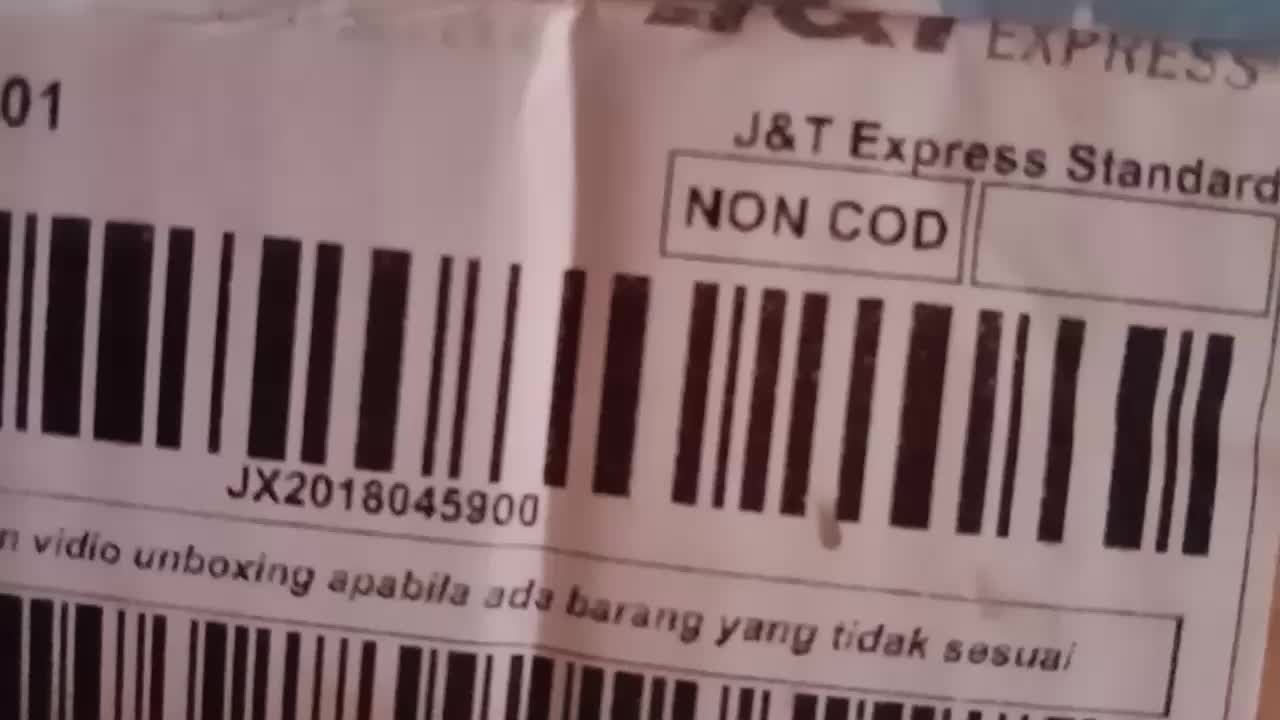 J&T EXPRESS
01
J&T Express Standard
NON COD
JX2018045900
n vidio unboxing apabila ada barang yang tidak sesuai